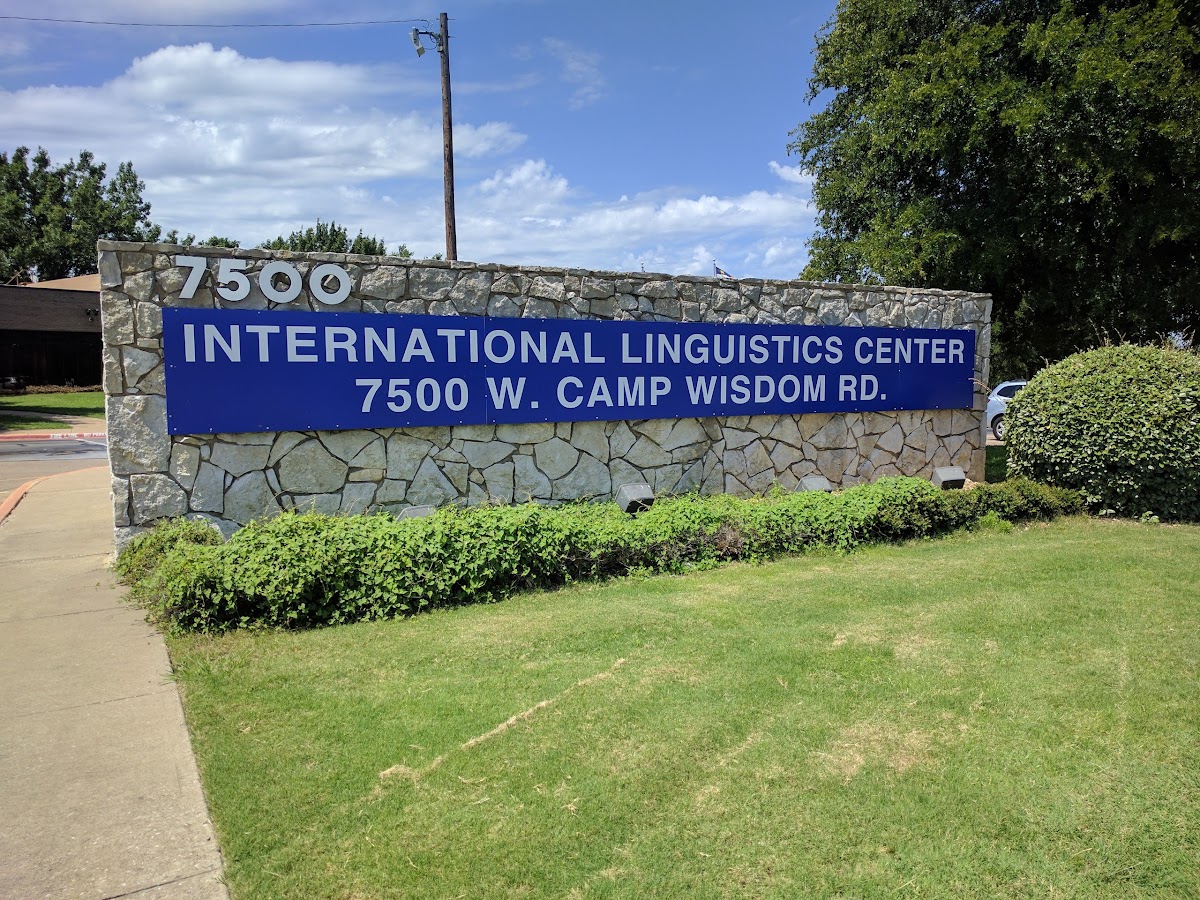 7500
INTERNATIONAL LINGUISTICS CENTER
7500 W. CAMP WISDOM RD.